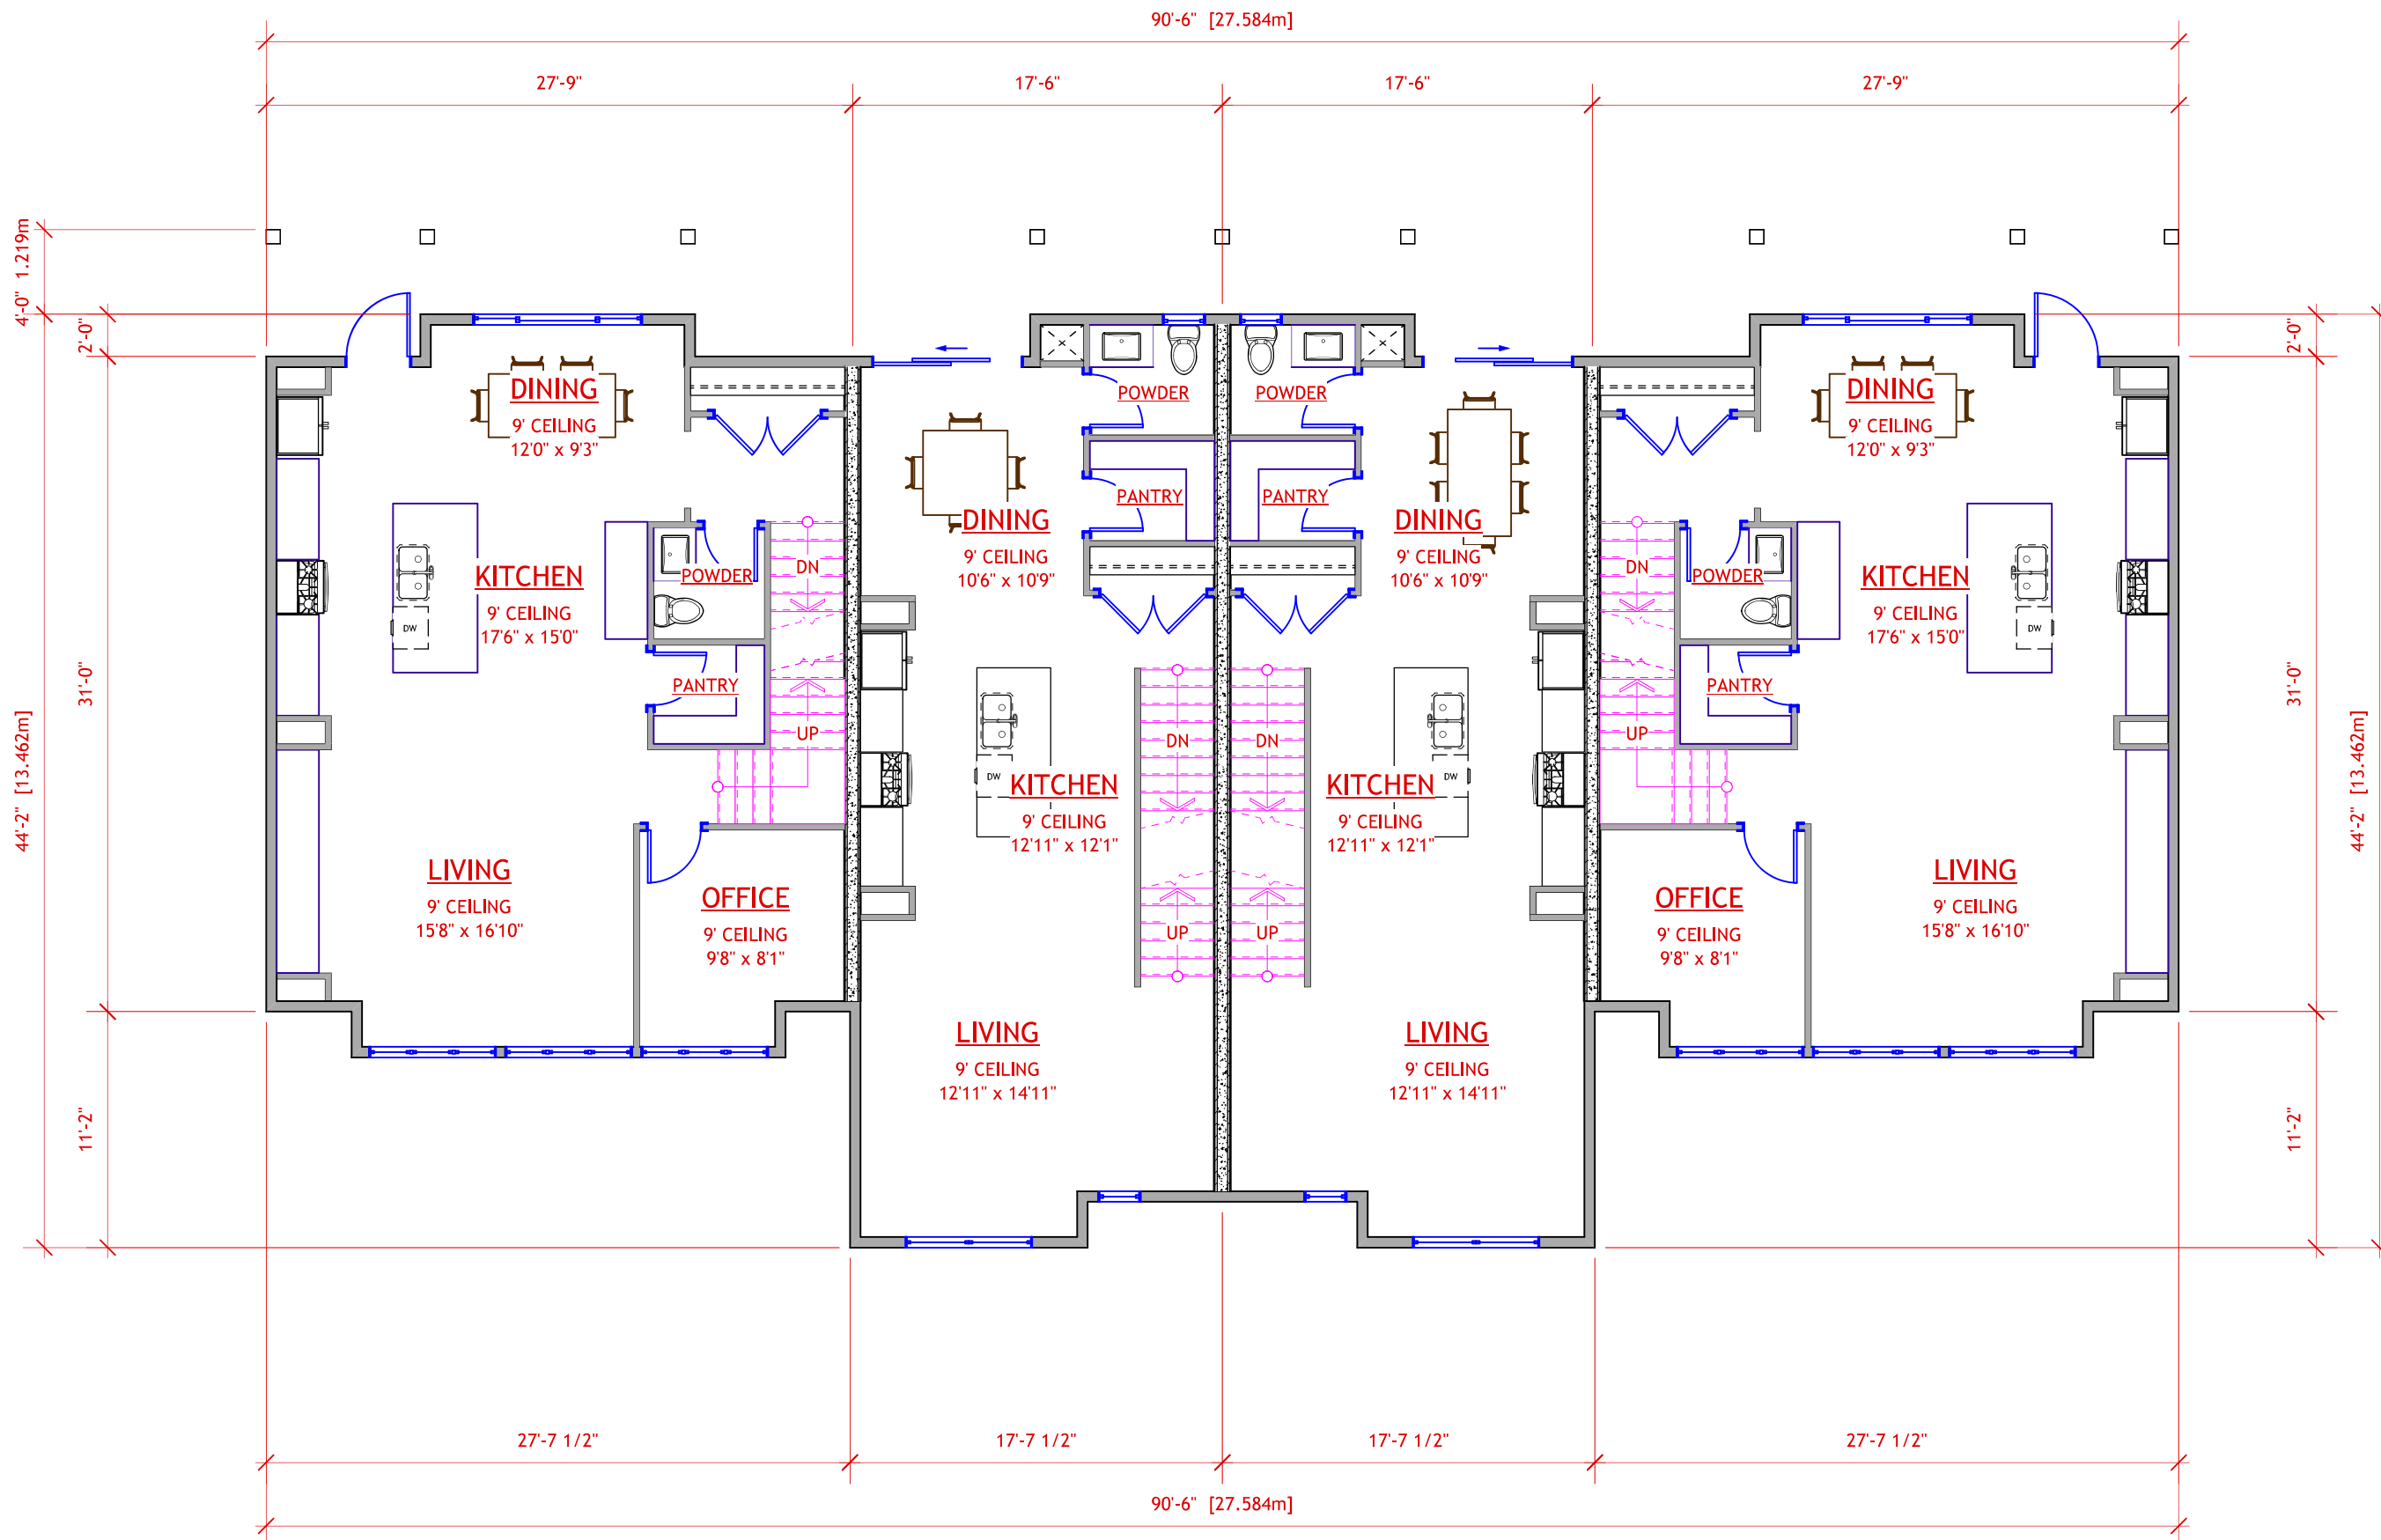 90'-6" [27.584m]
27'-9"
17'-6"
17'-6"
27'-9"
4'-0" 1.219m
2'-0"
31'-0"
44'-2" [13.462m]
11'-2"
DINING
9' CEILING
12'0" x 9'3"
KITCHEN
9' CEILING
17'6" x 15'0"
DW
POWDER
PANTRY
DN
UP
LIVING
9' CEILING
15'8" x 16'10"
OFFICE
9' CEILING
9'8" x 8'1"
POWDER
PANTRY
DINING
9' CEILING
10'6" x 10'9"
DW
KITCHEN
9' CEILING
12'11" x 12'1"
DN
UP
LIVING
9' CEILING
12'11" x 14'11"
POWDER
PANTRY
DINING
9' CEILING
10'6" x 10'9"
DW
KITCHEN
9' CEILING
12'11" x 12'1"
DN
UP
LIVING
9' CEILING
12'11" x 14'11"
DINING
9' CEILING
12'0" x 9'3"
DN
POWDER
KITCHEN
9' CEILING
17'6" x 15'0"
DW
PANTRY
UP
OFFICE
9' CEILING
9'8" x 8'1"
LIVING
9' CEILING
15'8" x 16'10"
2'-0"
31'-0"
44'-2" [13.462m]
11'-2"
27'-7 1/2"
17'-7 1/2"
17'-7 1/2"
27'-7 1/2"
90'-6" [27.584m]